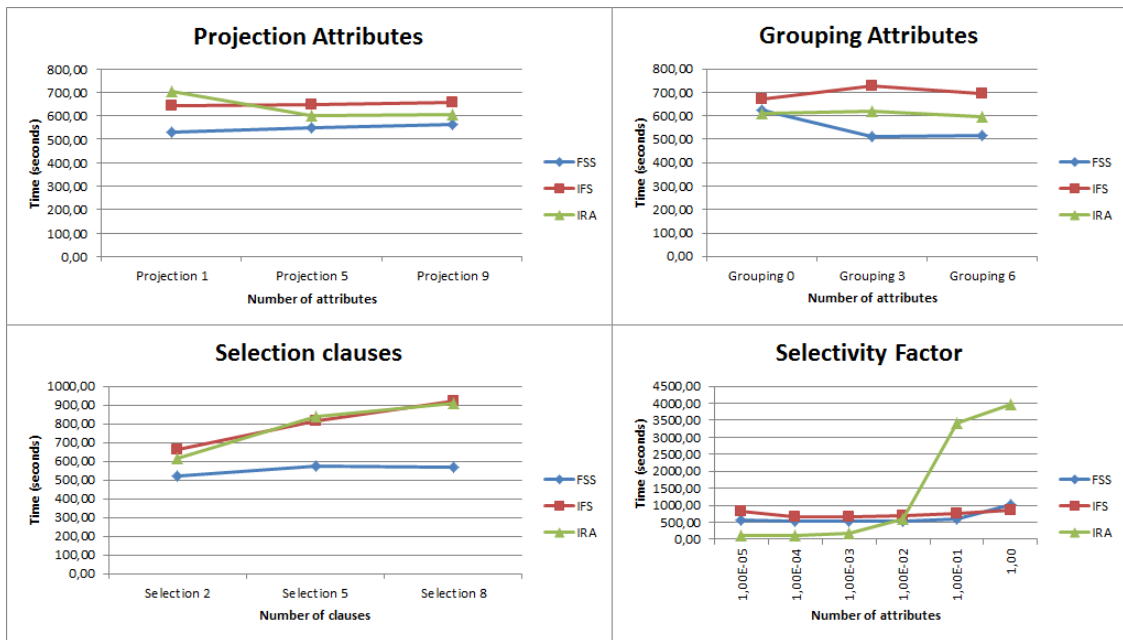 Projection Attributes
800,00
700,00
600,00
500,00
400,00
300,00
200,00
100,00
0,00
Time (seconds)
Projection 1
Projection 5
Projection 9
Number of attributes
FSS
IFS
IRA
Grouping Attributes
800,00
700,00
600,00
500,00
400,00
300,00
200,00
100,00
0,00
Time (seconds)
Grouping 0
Grouping 3
Grouping 6
Number of attributes
FSS
IFS
IRA
Selection clauses
1000,00
900,00
800,00
700,00
600,00
500,00
400,00
300,00
200,00
100,00
0,00
Time (seconds)
Selection 2
Selection 5
Selection 8
Number of clauses
FSS
IFS
IRA
Selectivity Factor
4500,00
4000,00
3500,00
3000,00
2500,00
2000,00
1500,00
1000,00
500,00
0,00
Time (seconds)
1,00E-05
1,00E-04
1,00E-03
1,00E-02
1,00E-01
1,00
Number of attributes
FSS
IFS
IRA